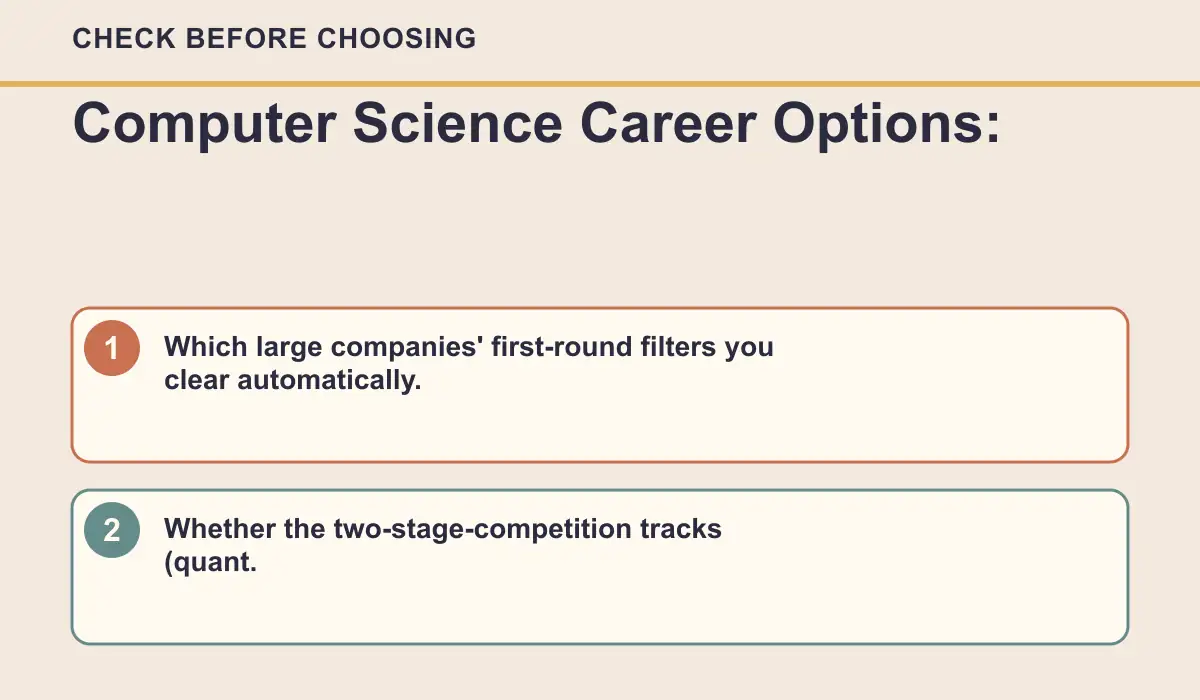 CHECK BEFORE CHOOSING
Computer Science Career Options:
1
Which large companies' first-round filters you
clear automatically.
2
Whether the two-stage-competition tracks
(quant.